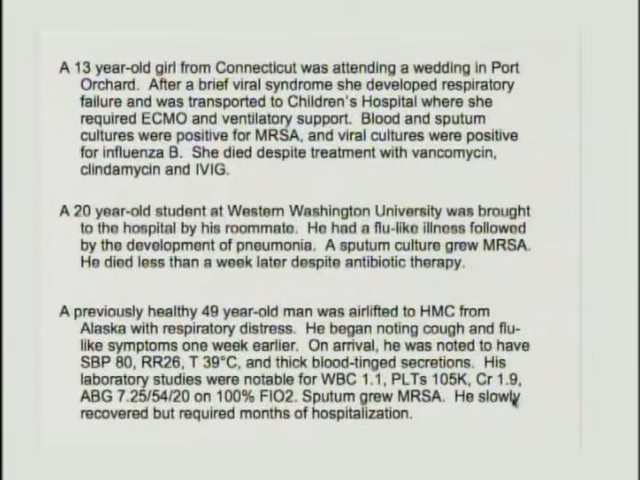 A 13 year-old girl from Connecticut was attending a wedding in Port
Orchard. After a brief viral syndrome she developed respiratory
failure and was transported to Children's Hospital where she
required ECMO and ventilatory support. Blood and sputum
cultures were positive for MRSA, and viral cultures were positive
for influenza B. She died despite treatment with vancomycin,
clindamycin and IVIG.
A 20 year-old student at Western Washington University was brought
to the hospital by his roommate. He had a flu-like illness followed
by the development of pneumonia. A sputum culture grew MRSA.
He died less than a week later despite antibiotic therapy.
A previously healthy 49 year-old man was airlifted to HMC from
Alaska with respiratory distress. He began noting cough and flu-
like symptoms one week earlier. On arrival, he was noted to have
SBP 80, RR26, T 39°C, and thick blood-tinged secretions. His
laboratory studies were notable for WBC 1.1, PLTs 105K, Cr 1.9,
ABG 7.25/54/20 on 100% FIO2. Sputum grew MRSA. He slowly
recovered but required months of hospitalization.